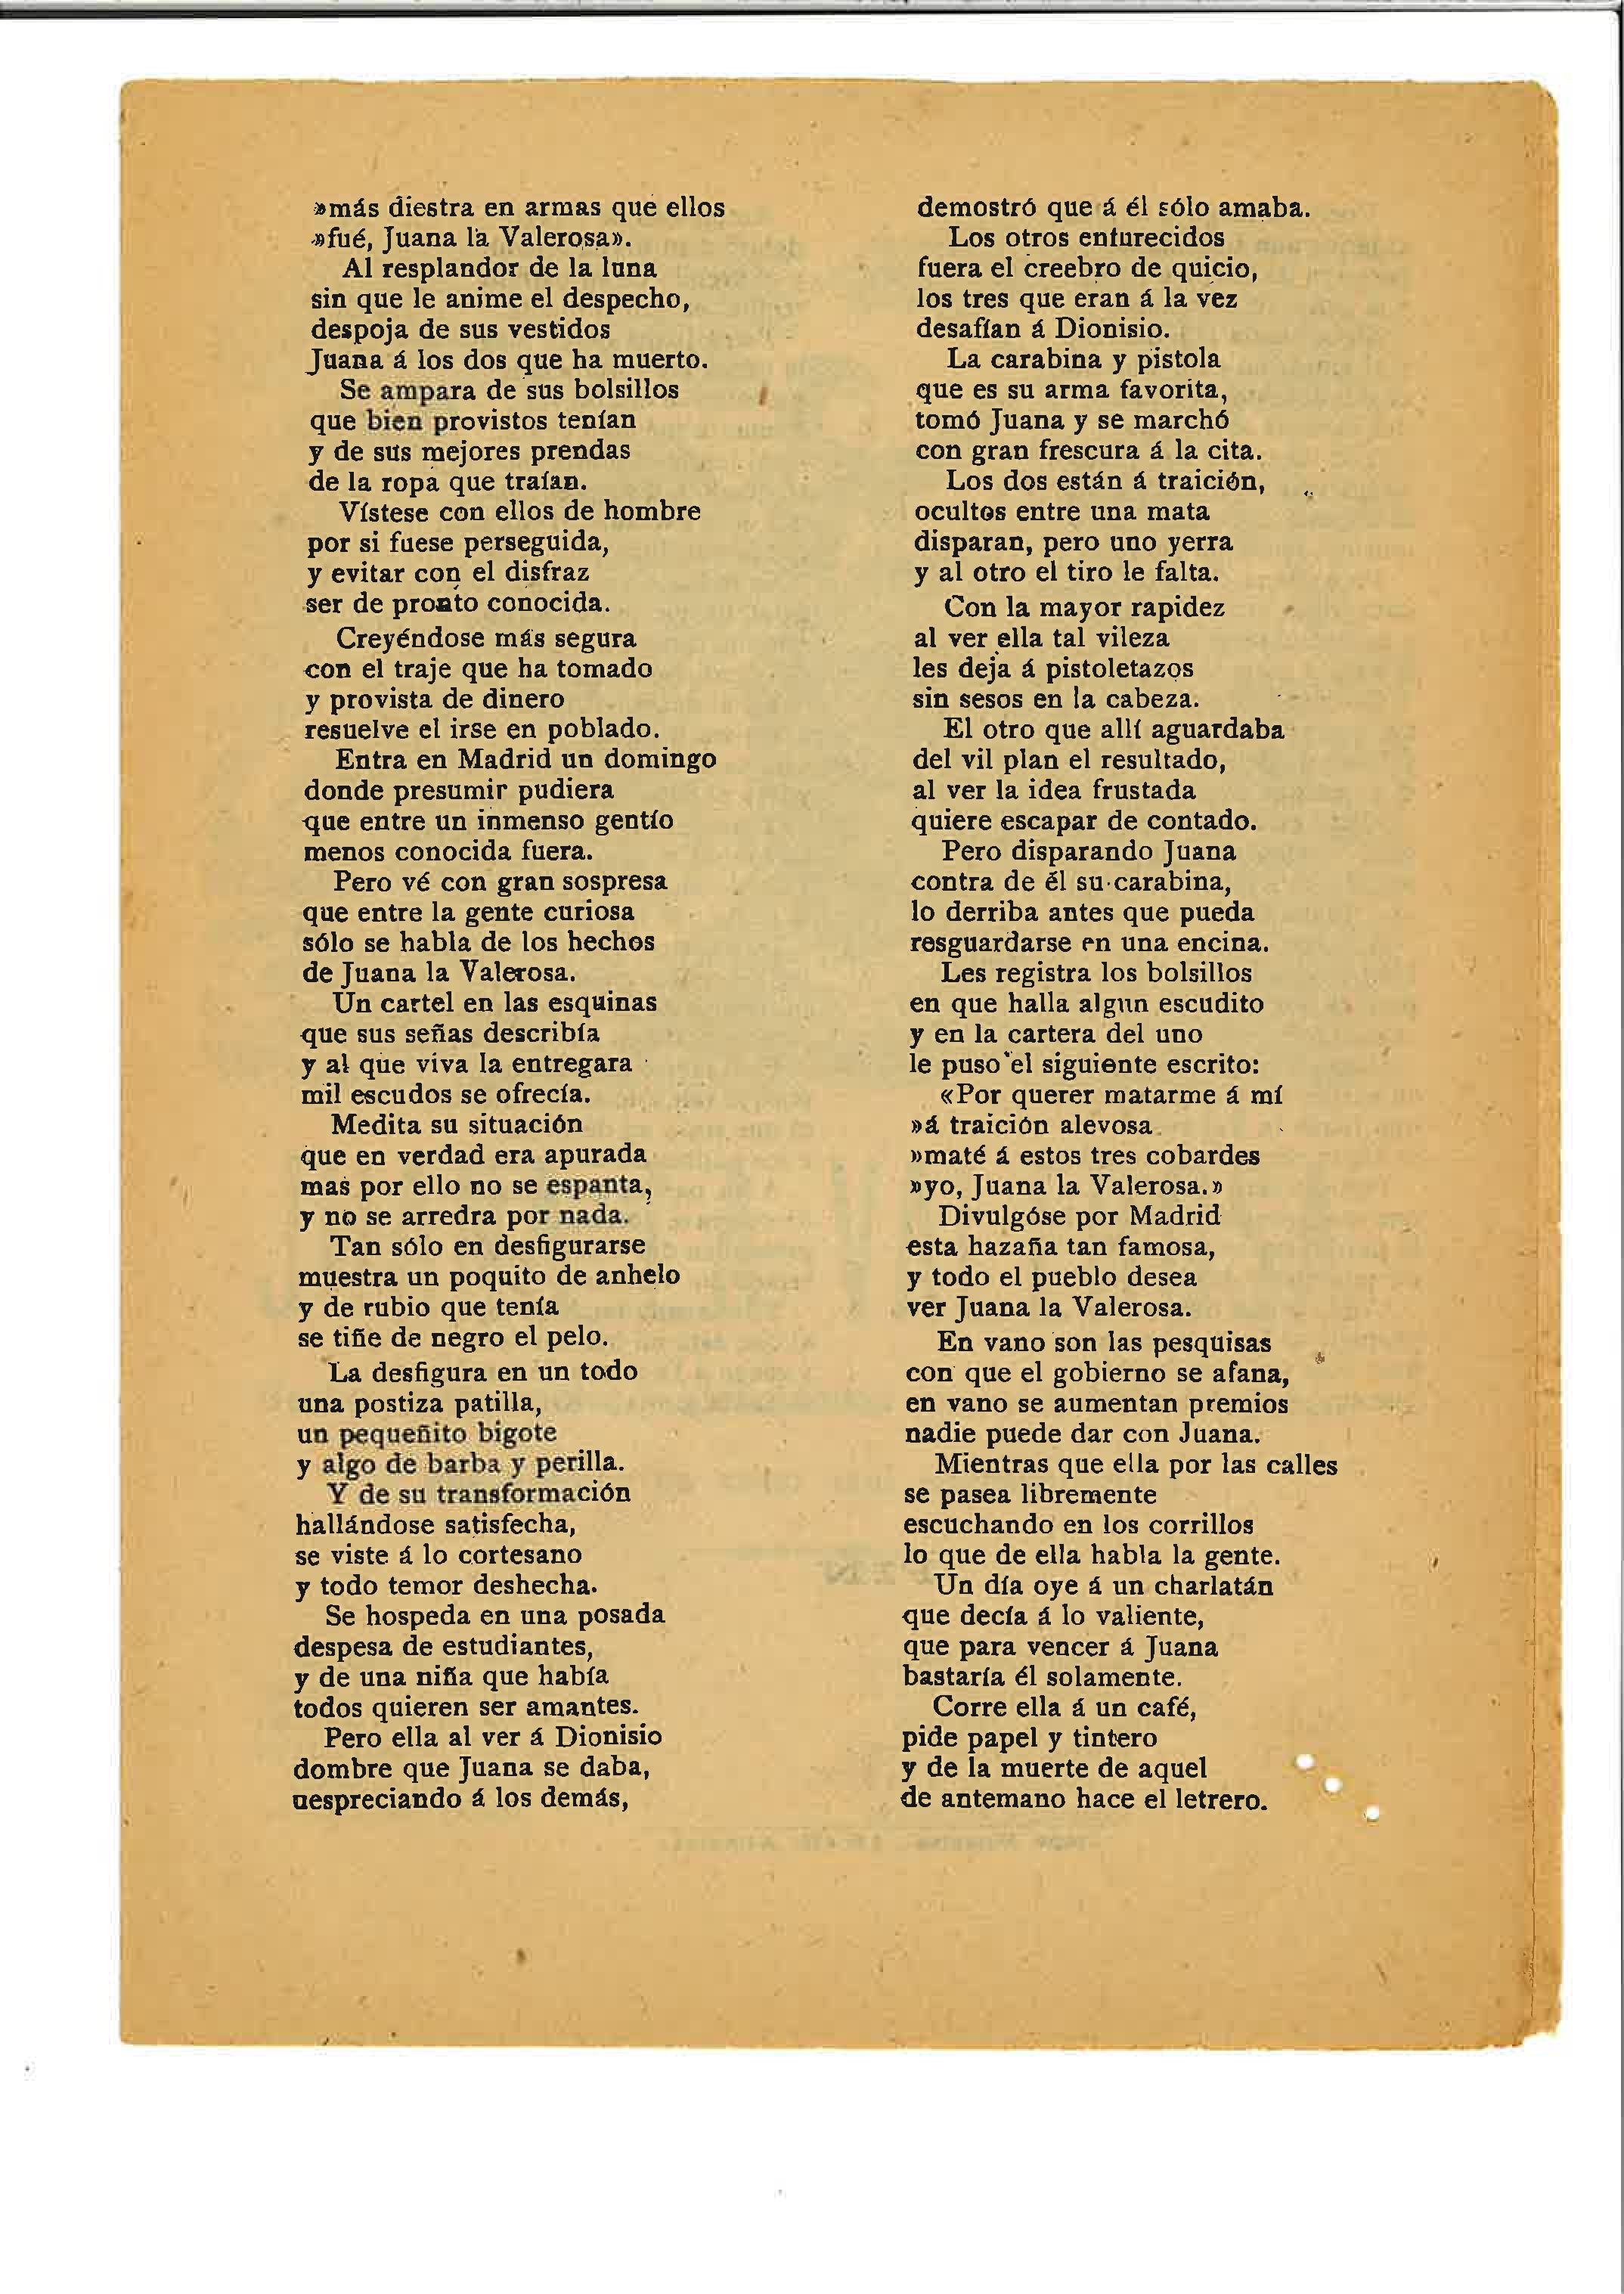 »más diestra en armas que ellos
»fué, Juana la Valerosa».
Al resplandor de la luna
sin que le anime el despecho,
despoja de sus vestidos
Juana á los dos que ha muerto.
Se ampara de sus bolsillos
que bien provistos tenían
y de sus mejores prendas
de la ropa que traían.
Vístese con ellos de hombre
por si fuese perseguida,
y evitar con el disfraz
ser de pronto conocida.
Creyéndose más segura
con el traje que ha tomado
y provista de dinero
resuelve el irse en poblado.
Entra en Madrid un domingo
donde presumir pudiera
que entre un inmenso gentío
menos conocida fuera.
Pero vé con gran sospresa
que entre la gente curiosa
sólo se habla de los hechos
de Juana la Valerosa.
Un cartel en las esquinas
que sus señas describía
y al que viva la entregara
mil escudos se ofrecía.
Medita su situación
que en verdad era apurada
mas por ello no se espanta,
y no se arredra por nada.
Tan sólo en desfigurarse
muestra un poquito de anhelo
y de rubio que tenía
se tiñe de negro el pelo.
La desfigura en un todo
una postiza patilla,
un pequeñito bigote
y algo de barba y perilla.
Y de su transformación
hallándose satisfecha,
se viste á lo cortesano
y todo temor deshecha.
Se hospeda en una posada
despesa de estudiantes,
y de una niña que había
todos quieren ser amantes.
Pero ella al ver á Dionisio
dombre que Juana se daba,
nespreciando á los demás,
demostró que á él sólo amaba.
Los otros enfurecidos
fuera el creebro de quicio,
los tres que eran á la vez
desafían á Dionisio.
La carabina y pistola
que es su arma favorita,
tomó Juana y se marchó
con gran frescura á la cita.
Los dos están á traición,
ocultos entre una mata
disparan, pero uno yerra
y al otro el tiro le falta.
Con la mayor rapidez
al ver ella tal vileza
les deja á pistoletazos
sin sesos en la cabeza.
El otro que allí aguardaba
del vil plan el resultado,
al ver la idea frustada
quiere escapar de contado.
Pero disparando Juana
contra de él su carabina,
lo derriba antes que pueda
resguardarse en una encina.
Les registra los bolsillos
en que halla algun escudito
y en la cartera del uno
le puso el siguiente escrito:
«Por querer matarme á mí
»á traición alevosa
»maté á estos tres cobardes
»yo, Juana la Valerosa.»
Divulgóse por Madrid
esta hazaña tan famosa,
y todo el pueblo desea
ver Juana la Valerosa.
En vano son las pesquisas
con que el gobierno se afana,
en vano se aumentan premios
nadie puede dar con Juana.
Mientras que ella por las calles
se pasea libremente
escuchando en los corrillos
lo que de ella habla la gente.
Un día oye á un charlatán
que decía á lo valiente,
que para vencer á Juana
bastaría él solamente.
Corre ella á un café,
pide papel y tintero
y de la muerte de aquel
de antemano hace el letrero.